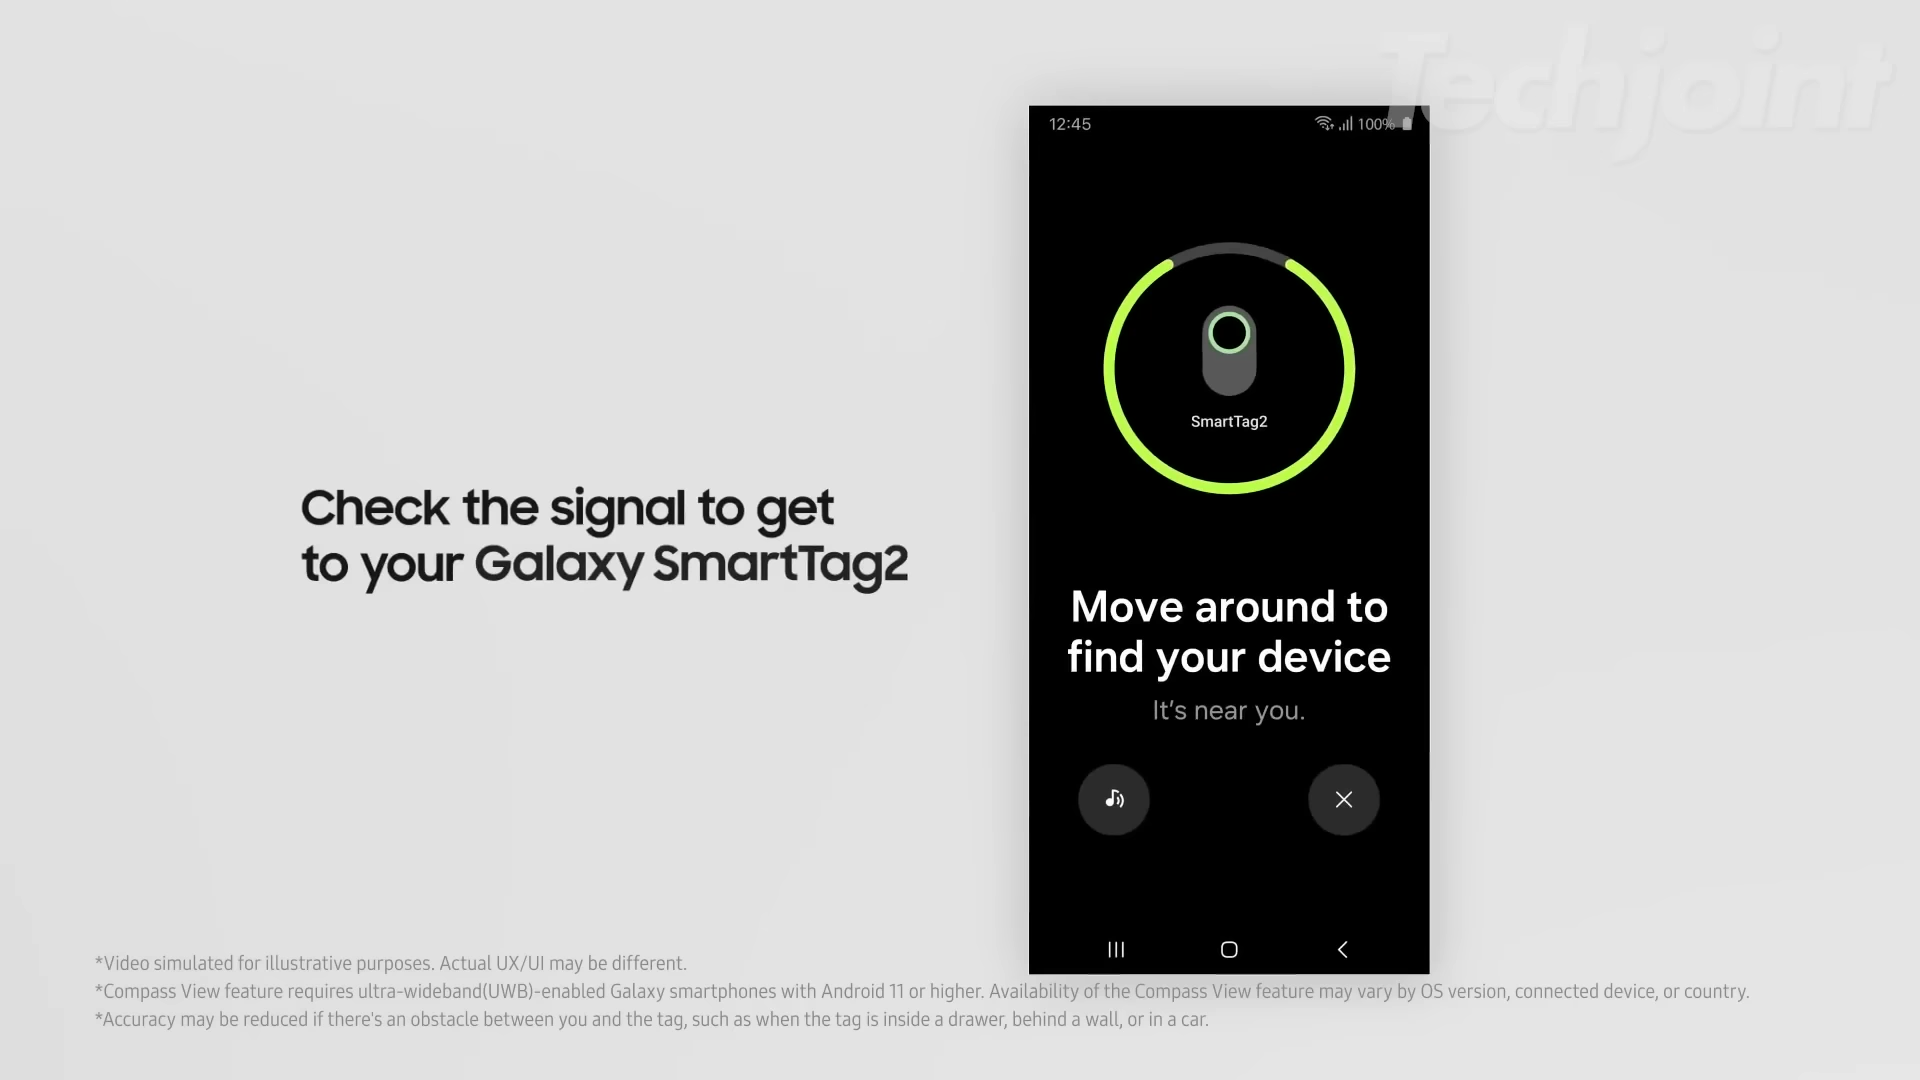 Techjoint
12:45
100%
SmartTag2
Check the signal to get
to your Galaxy SmartTag2
Move around to
find your device
It's near you.
*Video simulated for illustrative purposes. Actual UX/UI may be different.
*Compass View feature requires ultra-wideband(UWB)-enabled Galaxy smartphones with Android 11 or higher. Availability of the Compass View feature may vary by OS version, connected device, or country.
*Accuracy may be reduced if there's an obstacle between you and the tag, such as when the tag is inside a drawer, behind a wall, or in a car.